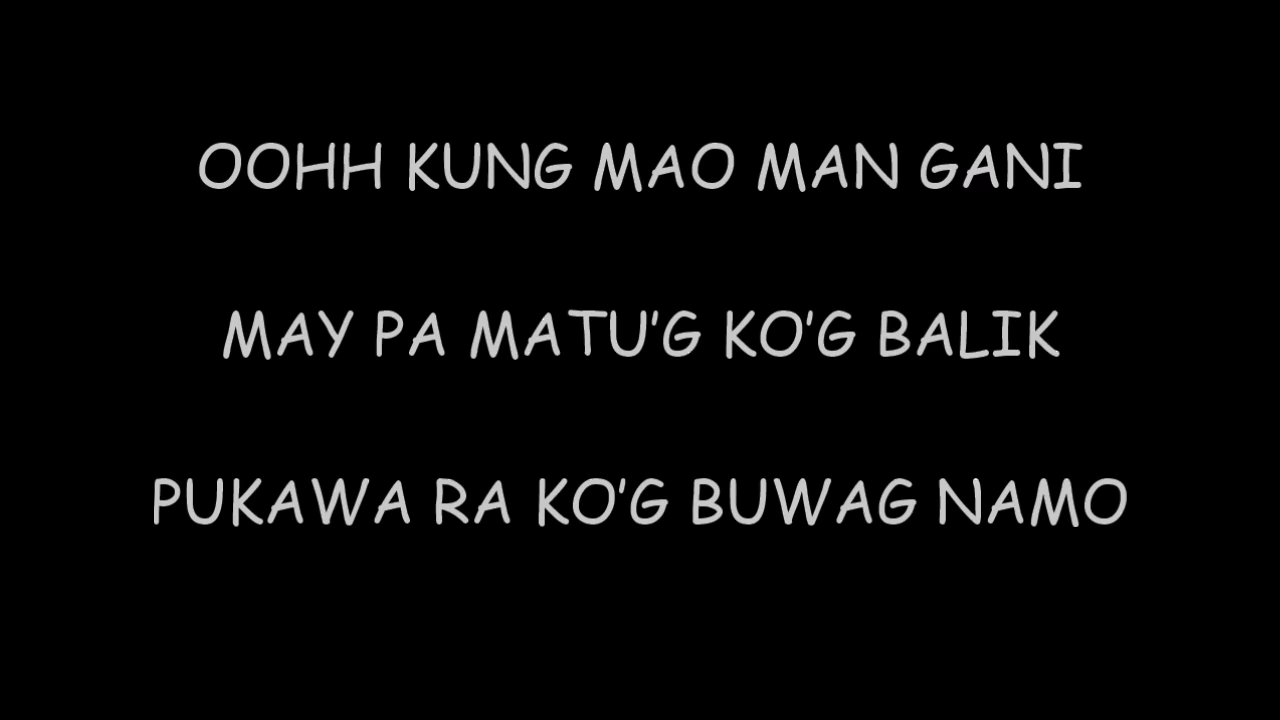 OOHH KUNG MAO MAN GANI
MAY PA MATU'G KO'G BALIK
PUKAWA RA KO'G BUWAG NAMO